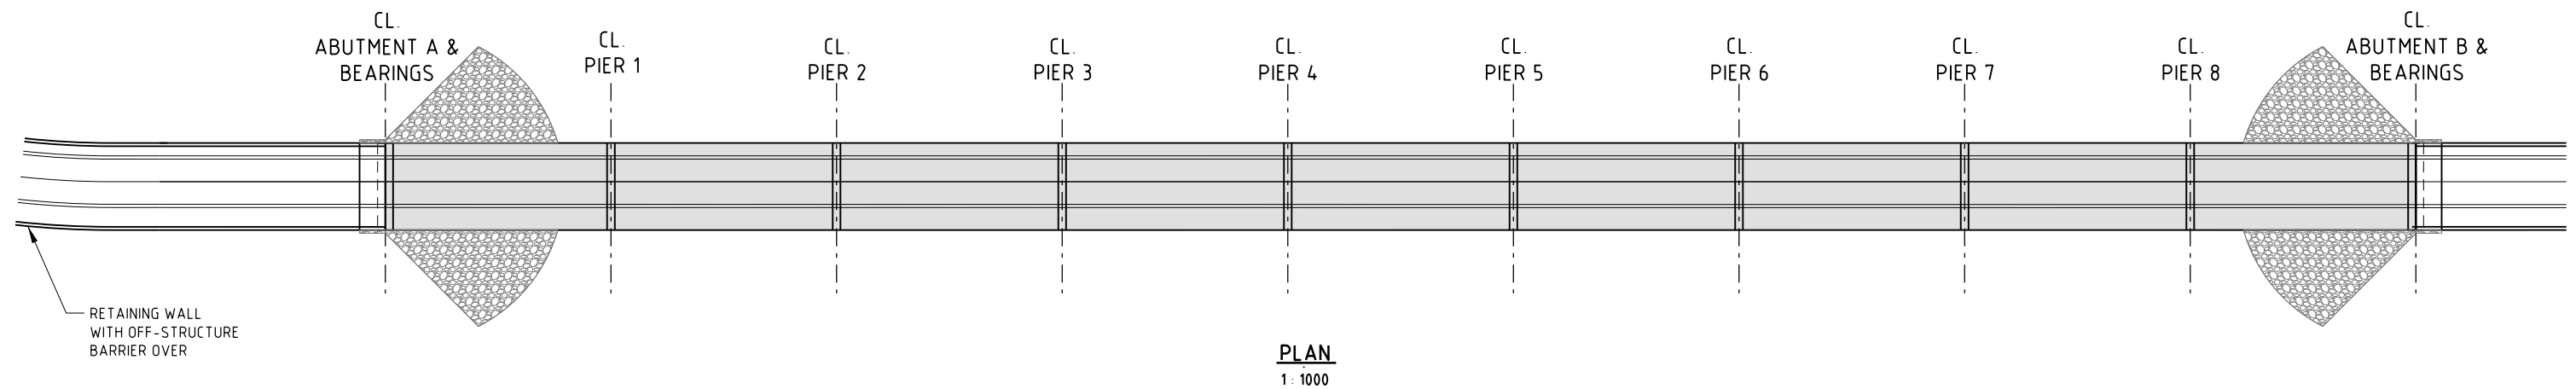 CL.
ABUTMENT A &
BEARINGS
CL.
PIER 1
CL.
PIER 2
CL.
PIER 3
CL.
PIER 4
CL.
PIER 5
CL.
PIER 6
CL.
PIER 7
CL.
PIER 8
CL.
ABUTMENT B &
BEARINGS
RETAINING WALL
WITH OFF-STRUCTURE
BARRIER OVER
PLAN
1 : 1000